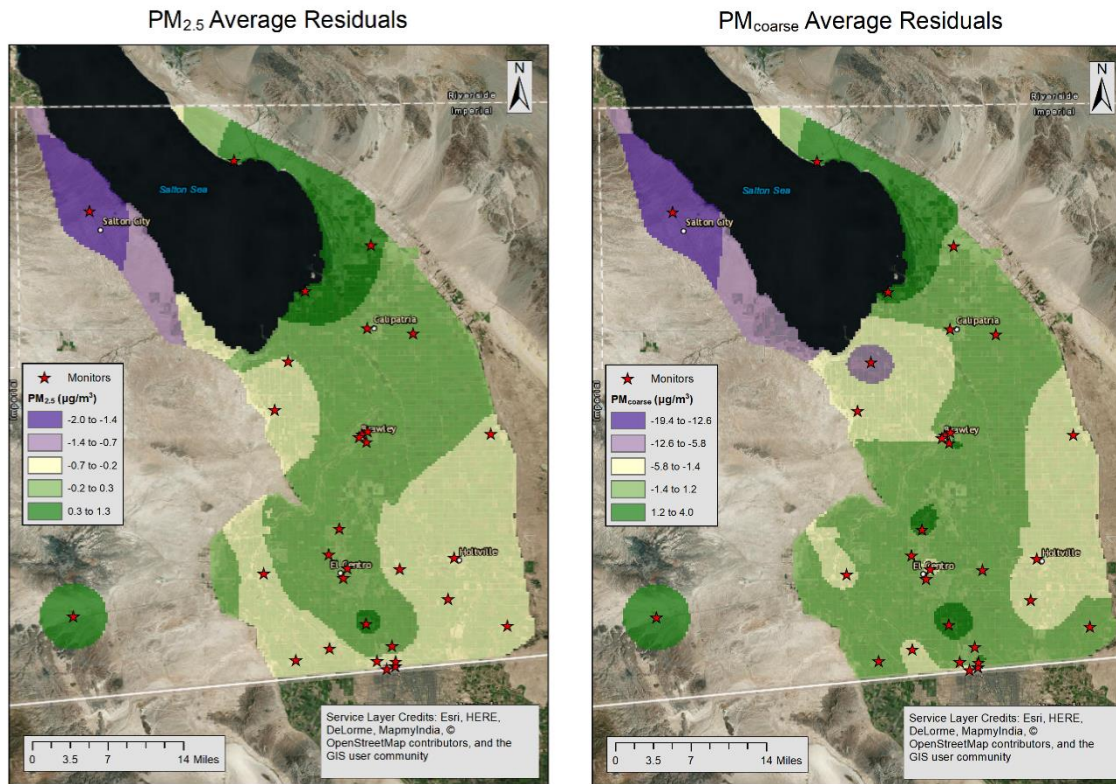 PM2.5 Average Residuals
N
Riverside
Imperial
Salton Sea
Salton City
Calipatria
Imperial
Monitors
PM2.5 (µg/m3)
-2.0 to -1.4
-1.4 to -0.7
-0.7 to -0.2
-0.2 to 0.3
0.3 to 1.3
Brawley
Holtville
El Centro
Service Layer Credits: Esri, HERE,
DeLorme, MapmyIndia, ©
OpenStreetMap contributors, and the
GIS user community
0 3.5 7 14 Miles
PMcoarse Average Residuals
N
Riverside
Imperial
Salton Sea
Salton City
Calipatria
Imperial
Monitors
PMcoarse (µg/m3)
-19.4 to -12.6
-12.6 to -5.8
-5.8 to -1.4
-1.4 to 1.2
1.2 to 4.0
Brawley
Holtville
El Centro
Service Layer Credits: Esri, HERE,
DeLorme, MapmyIndia, ©
OpenStreetMap contributors, and the
GIS user community
0 3.5 7 14 Miles